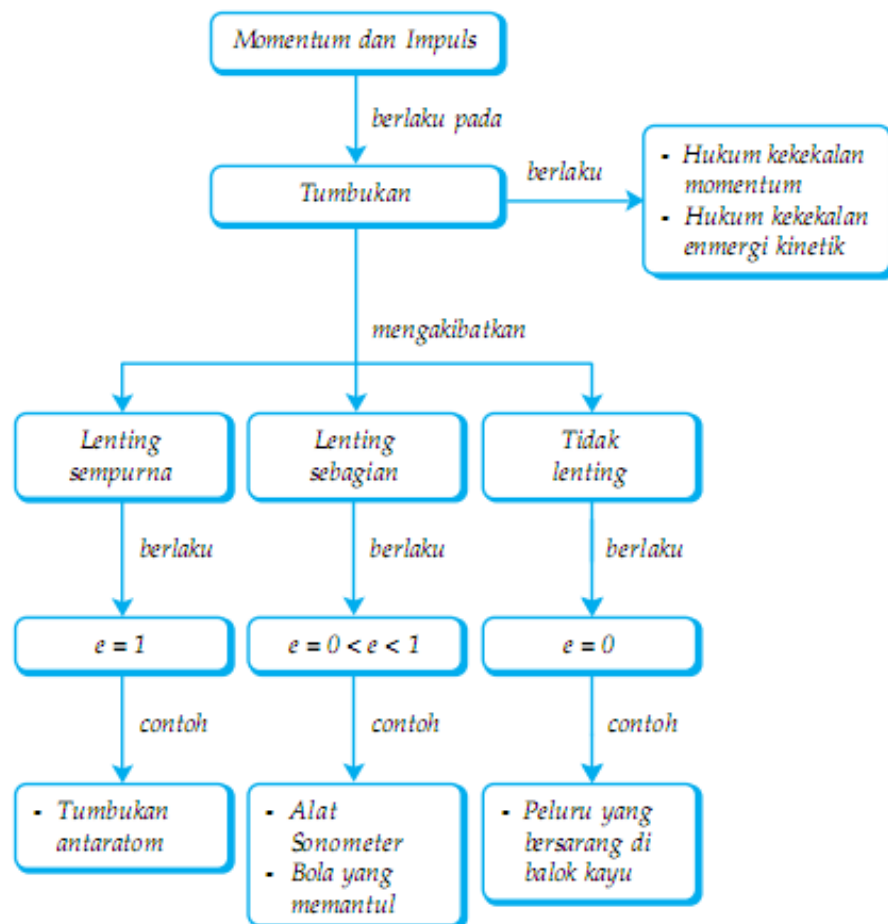 Momentum dan Impuls
berlaku pada
Tumbukan
berlaku
- Hukum kekekalan
momentum
- Hukum kekekalan
enmergi kinetik
mengakibatkan
Lenting
sempurna
Lenting
sebagian
Tidak
lenting
berlaku
berlaku
berlaku
e = 1
e = 0 < e < 1
e = 0
contoh
contoh
contoh
- Tumbukan
antaratom
- Alat
Sonometer
- Bola yang
memantul
- Peluru yang
bersarang di
balok kayu